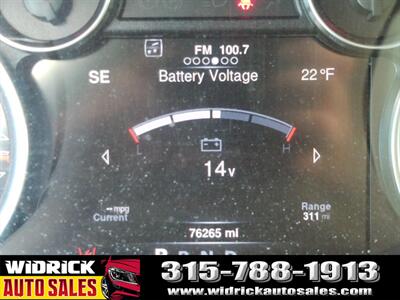 FM 100.7
SE Battery Voltage 22 °F
L H
14v
-- mpg
Current
Range
311 mi
76265 mi
P R N D
WIDRICK
AUTO SALES
315-788-1913
www.widrickautosales.com